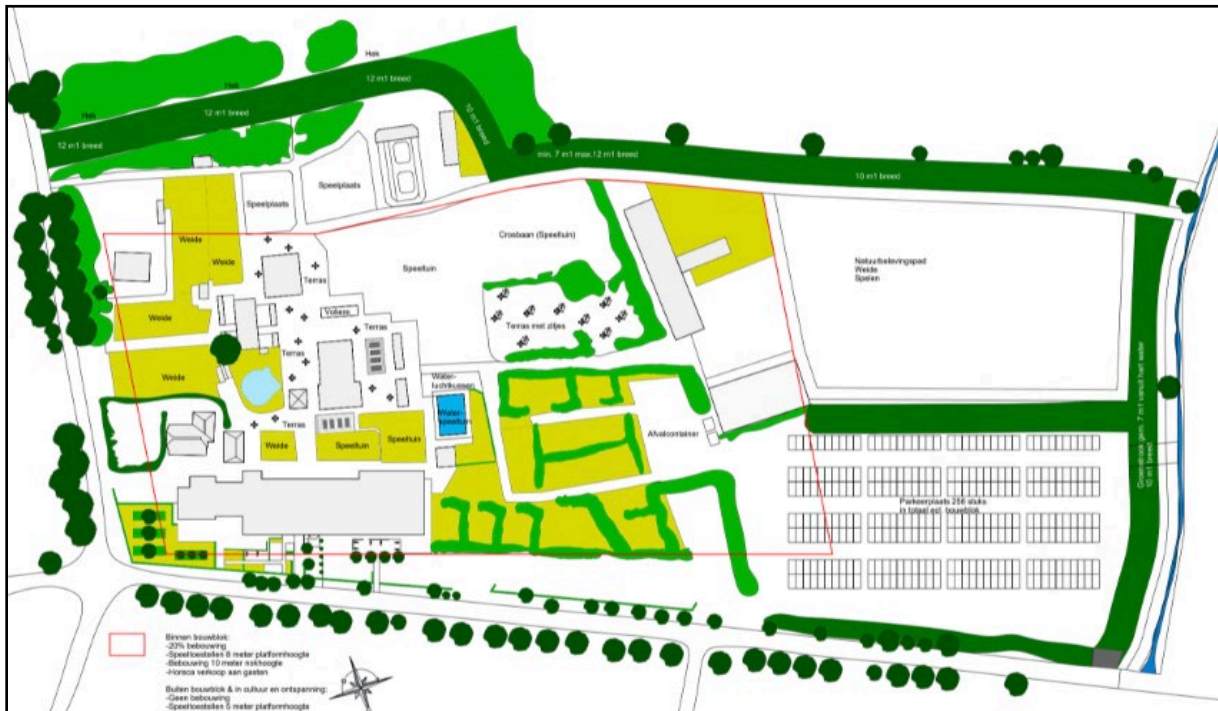 Hek
Hek
Hek
12 m1 breed
12 m1 breed
12 m1 breed
10 m1 breed
min. 7 m1 max.12 m1 breed
10 m1 breed
Speelplaats
Speelplaats
Weide
Weide
Weide
Weide
Terras
Speeltuin
Crosbaan (Speeltuin)
Natuurbelevingspad
Weide
Spelen
Volière
Terras
Terras
Terras met zitjes
Water-
luchtkussen
Water-
speeltuin
Terras
Weide
Speeltuin
Speeltuin
Afvalcontainer
Groenstrook gem. 7 m1 vanuit hart water
10 m1 breed
Parkeerplaats 256 stuks
in totaal ecl. bouwblok
Binnen bouwblok:
-20% bebouwing
-Speeltoestellen 8 meter platformhoogte
-Bebouwing 10 meter nokhoogte
-Horeca verkoop aan gasten
Buiten bouwblok & in cultuur en ontspanning:
-Geen bebouwing
-Speeltoestellen 5 meter platformhoogte